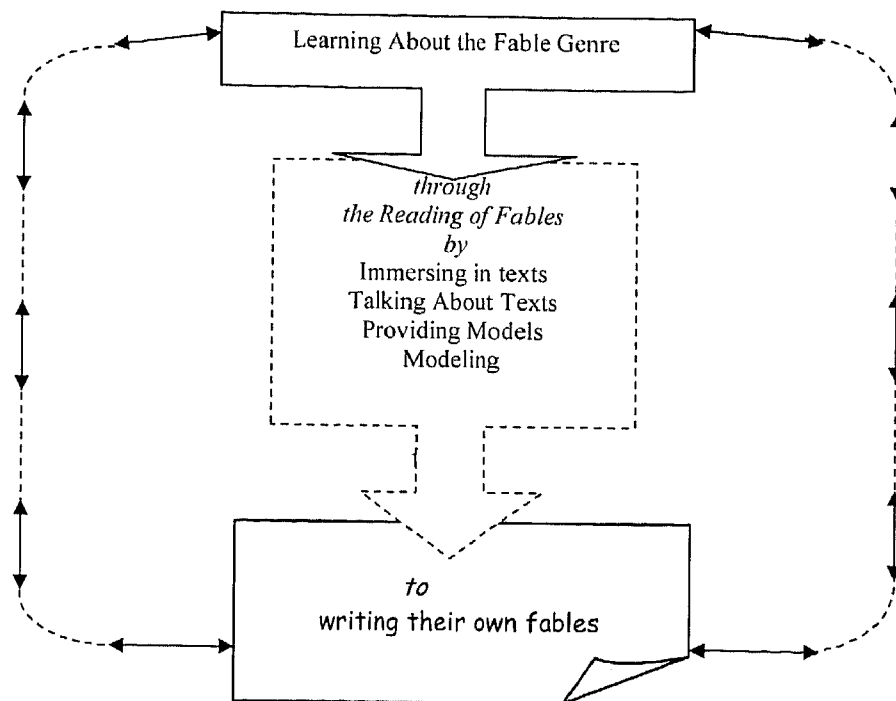 Learning About the Fable Genre
through
the Reading of Fables
by
Immersing in texts
Talking About Texts
Providing Models
Modeling
to
writing their own fables